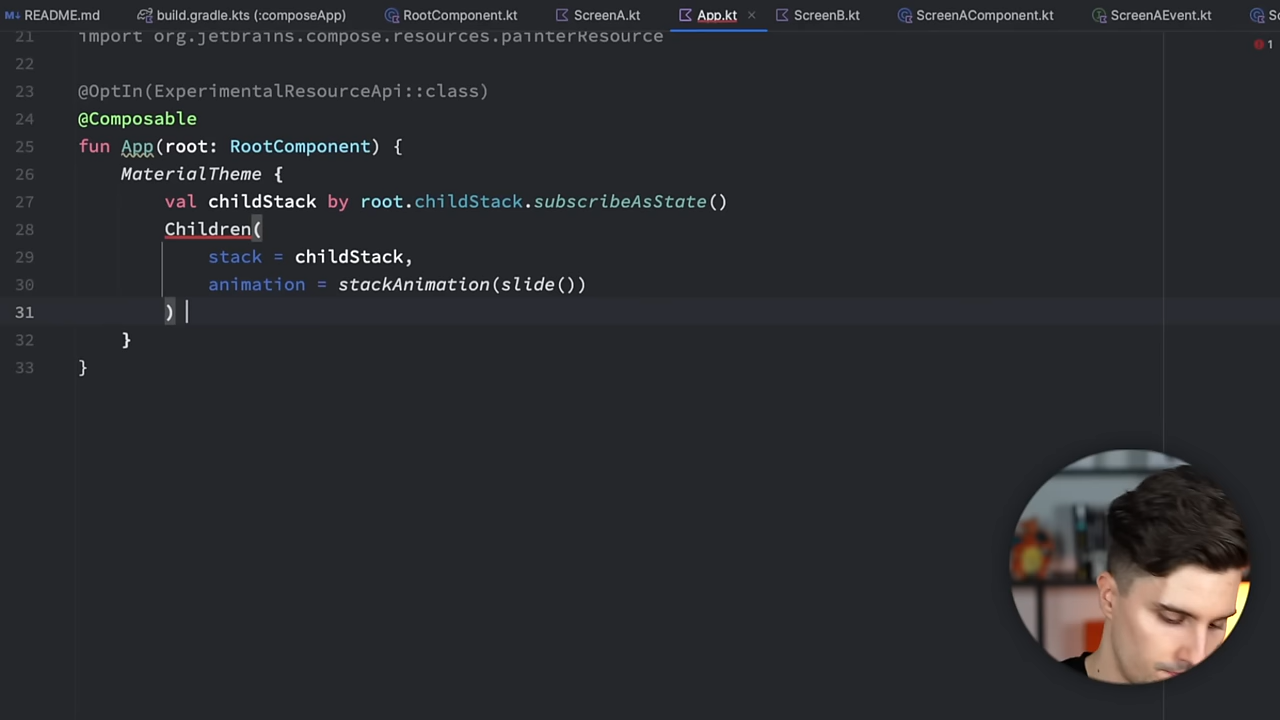 README.md build.gradle.kts (:composeApp) RootComponent.kt ScreenA.kt App.kt ScreenB.kt ScreenAComponent.kt ScreenAEvent.kt
1
21 import org.jetbrains.compose.resources.painterResource
22
23 @OptIn(ExperimentalResourceApi::class)
24 @Composable
25 fun App(root: RootComponent) {
26 MaterialTheme {
27 val childStack by root.childStack.subscribeAsState()
28 Children(
29 stack = childStack,
30 animation = stackAnimation(slide())
31 )
32 }
33 }